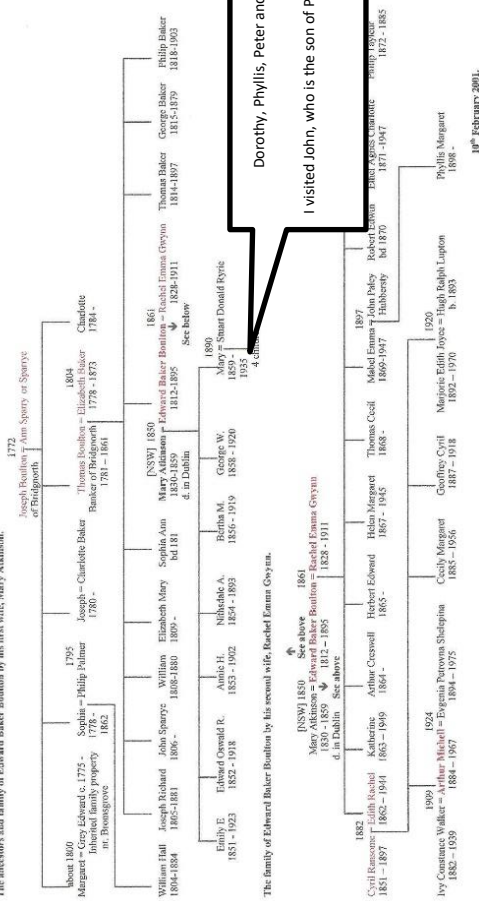 The ancestors and family of Edward Baker Boulton by his first wife, Mary Atkinson.
1772
Joseph Boulton = Ann Sparry or Sparrye
of Bridgnorth
about 1800
Margaret = Grey Edward c. 1775 -
Inherited family property
nr. Bromsgrove
1795
Sophia = Philip Palmer
1778 -
1862
Joseph = Charlotte Baker
1780 -
1804
Thomas Boulton = Elizabeth Baker
Banker of Bridgnorth 1778 - 1873
1781 – 1861
Charlotte
1784 -
William Hall
1804-1884
Joseph Richard
1805-1881
John Sparrye
1806 -
William
1808-1880
Elizabeth Mary
1809 -
Sophia Ann
bd 181
[NSW] 1850 1861
Mary Atkinson = Edward Baker Boulton = Rachel Emma Gwynn
1830-1859 1812-1895 1828-1911
d. in Dublin See below
Thomas Baker
1814-1897
George Baker
1815-1879
Philip Baker
1818-1903
Emily E.
1851 - 1923
Edward Oswald R.
1852 - 1918
Annie H.
1853 - 1902
Nithsdale A.
1854 - 1893
Bertha M.
1856 - 1919
George W.
1858 - 1920
1890
Mary = Stuart Donald Ryrie
1859 -
1935
4
Dorothy, Phyllis, Peter and
I visited John, who is the son of P
The family of Edward Baker Boulton by his second wife, Rachel Emma Gwynn.
See above
[NSW] 1850 1861
Mary Atkinson = Edward Baker Boulton = Rachel Emma Gwynn
1830 - 1859 1812 – 1895 1828 - 1911
d. in Dublin
See above
1882
Cyril Ransome = Edith Rachel
1851 – 1897 1862 – 1944
Katherine
1863 – 1949
Arthur Creswell
1864 -
Herbert Edward
1865 -
Helen Margaret
1867 - 1945
Thomas Cecil
1868 -
1897
Mabel Emma = John Paley
1869-1947 Hubbersty
Robert Edwin
bd 1870
Ethel Agnes Charlotte
1871 -1947
Philip Tayleur
1872 - 1885
1909 1924
Ivy Constance Walker = Arthur Michell = Evgenia Petrovna Shelepina
1882 – 1939 1884 – 1967 1894 – 1975
Cecily Margaret
1885 – 1956
Geoffrey Cyril
1887 – 1918
1920
Marjorie Edith Joyce = Hugh Ralph Lupton
1892 – 1970 b. 1893
Phyllis Margaret
1898 -
10th February 2001.